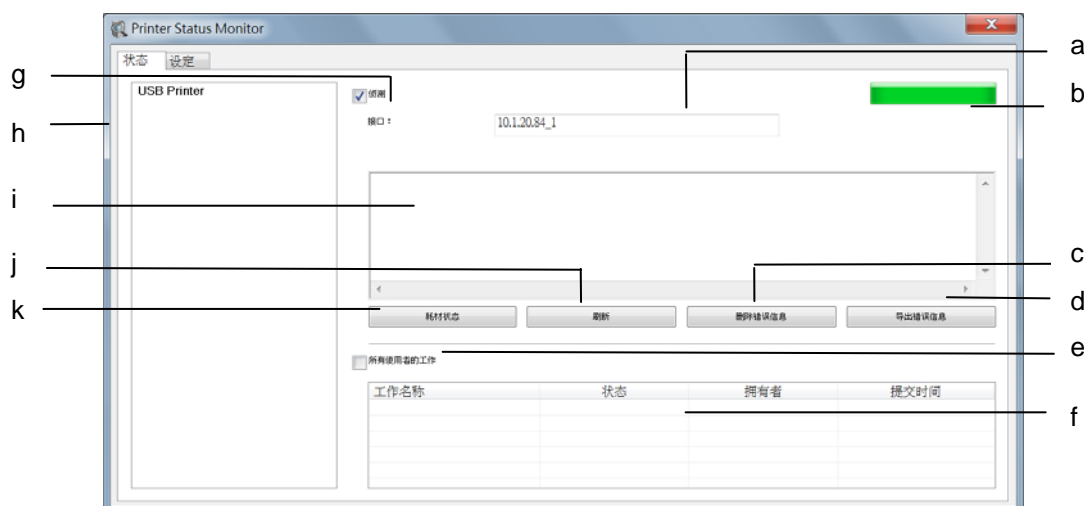 Printer Status Monitor
状态 设定
USB Printer
侦测
接口：
10.1.20.84_1
耗材状态 刷新 删除错误信息 导出错误信息
所有使用者的工作
工作名称 状态 拥有者 提交时间
a
b
c
d
e
f
g
h
i
j
k